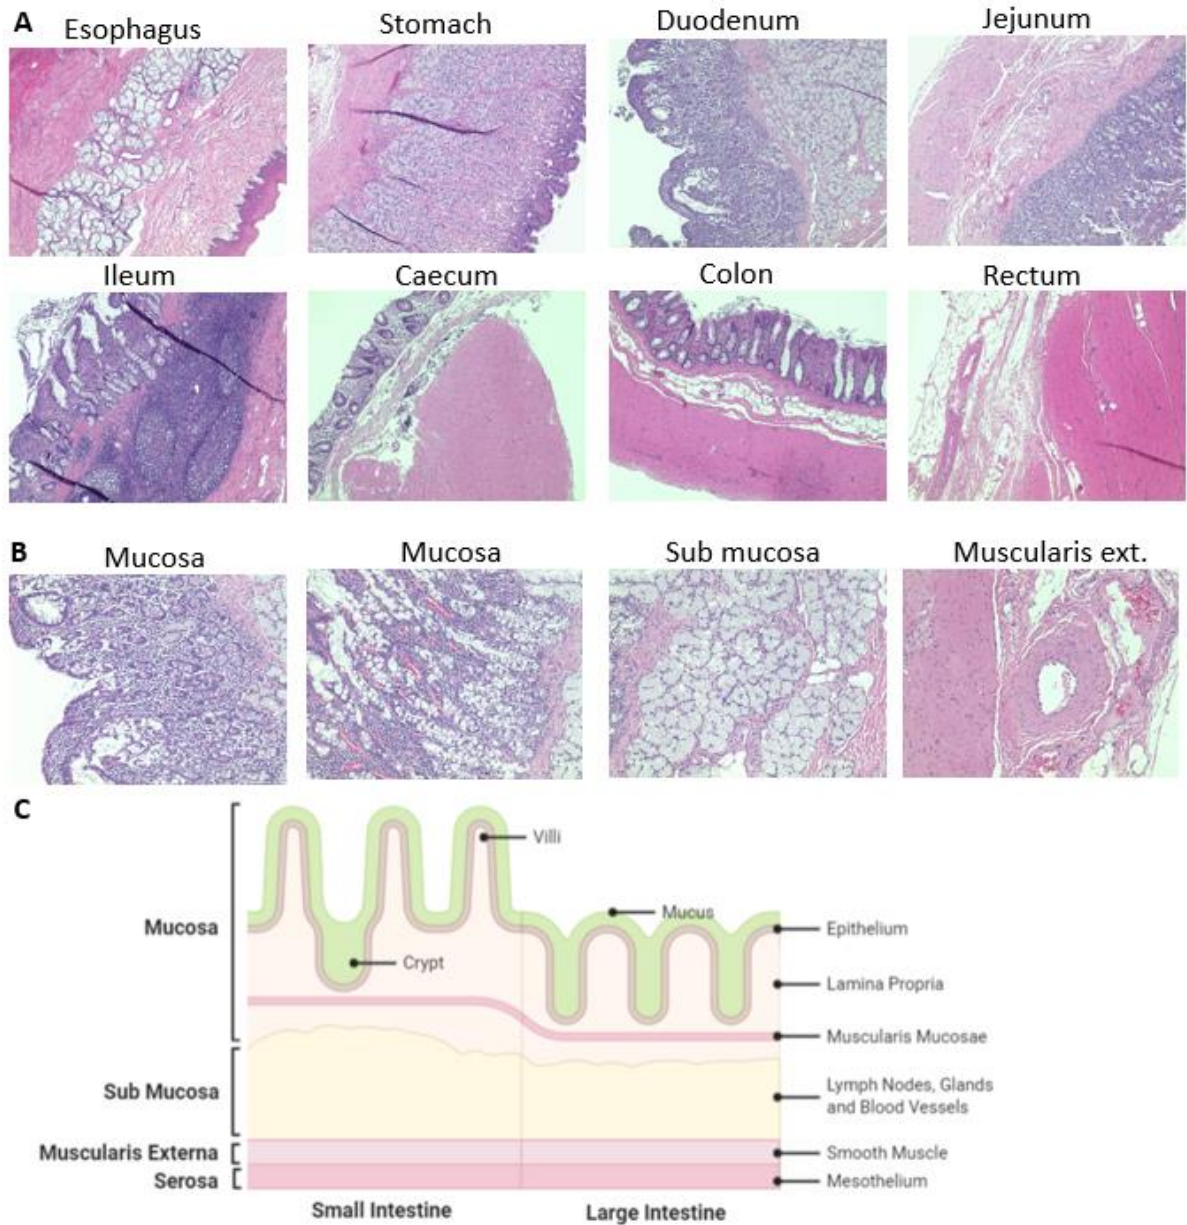 A
Esophagus
Stomach
Duodenum
Jejunum
Ileum
Caecum
Colon
Rectum
B
Mucosa
Mucosa
Sub mucosa
Muscularis ext.
C
Mucosa
Sub Mucosa
Muscularis Externa
Serosa
Villi
Mucus
Crypt
Epithelium
Lamina Propria
Muscularis Mucosae
Lymph Nodes, Glands
and Blood Vessels
Smooth Muscle
Mesothelium
Small Intestine
Large Intestine